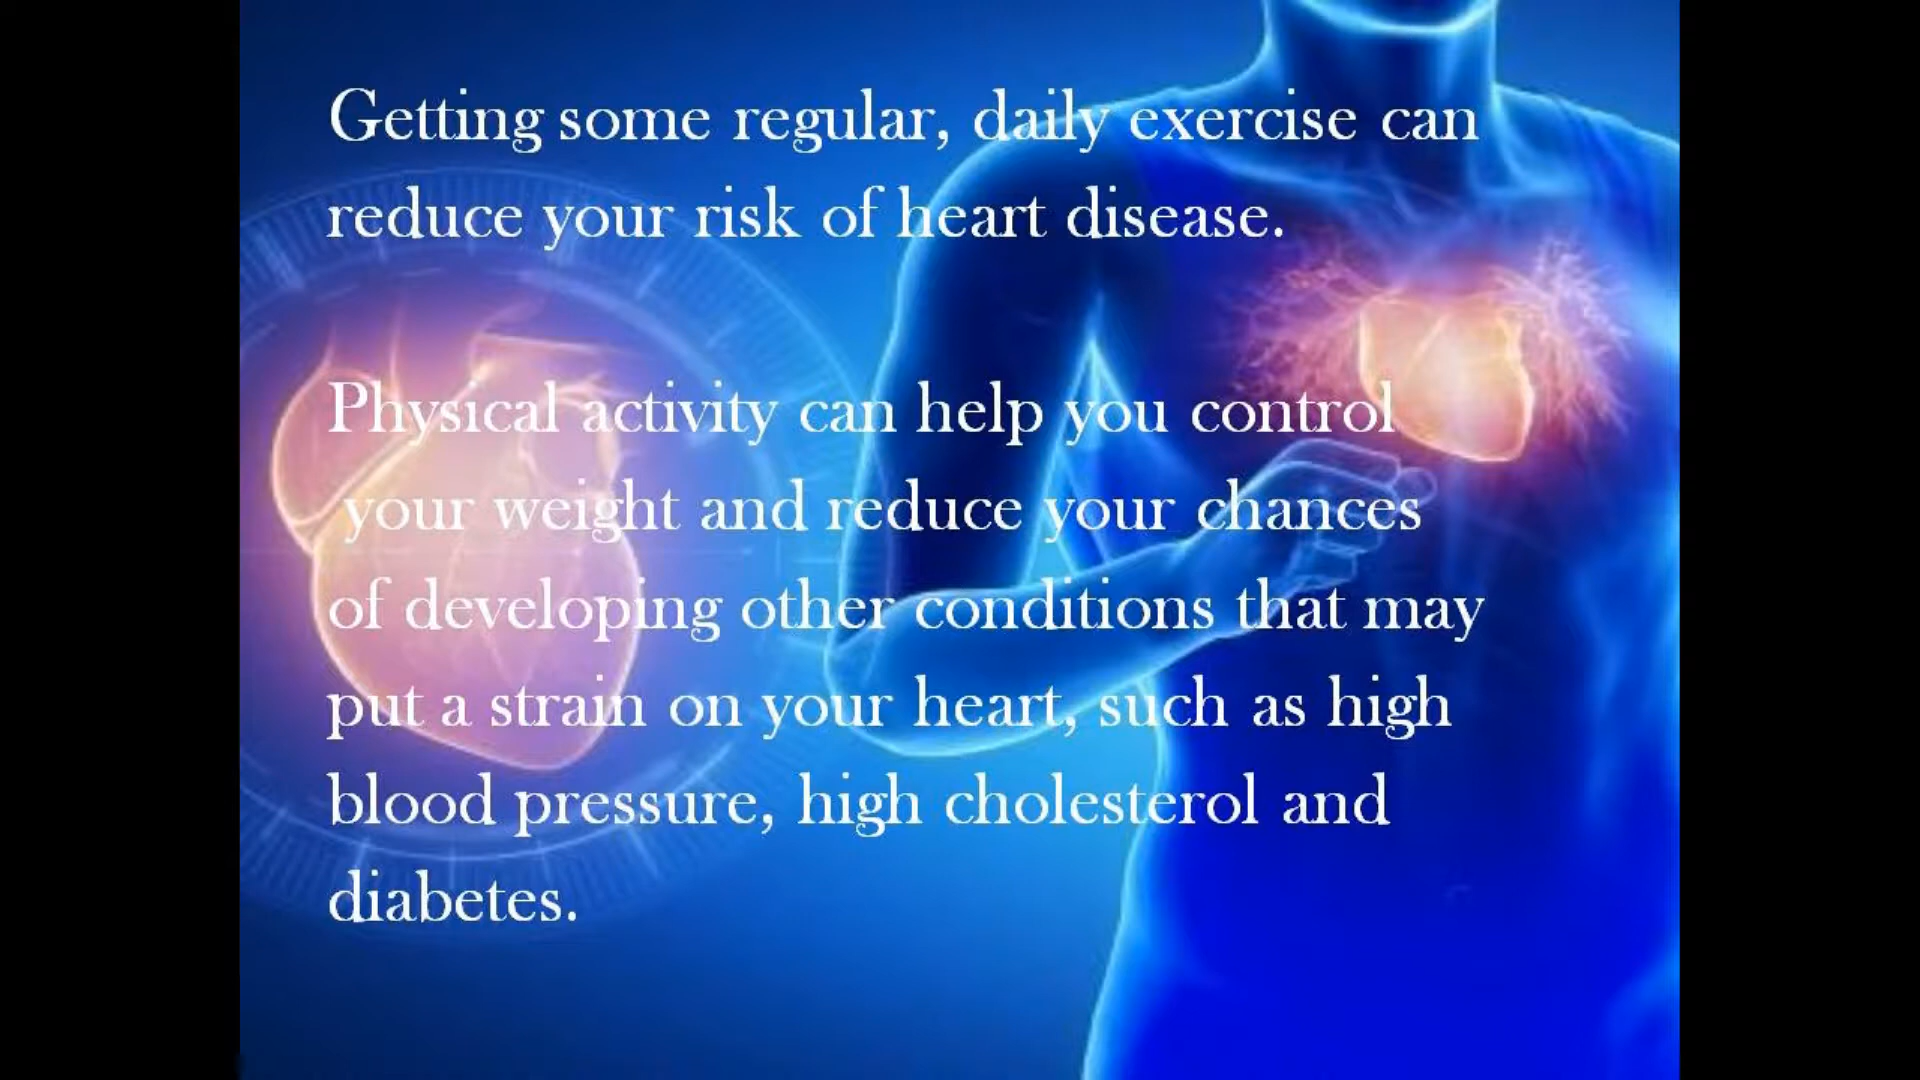 Getting some regular, daily exercise can
reduce your risk of heart disease.
Physical activity can help you control
your weight and reduce your chances
of developing other conditions that may
put a strain on your heart, such as high
blood pressure, high cholesterol and
diabetes.